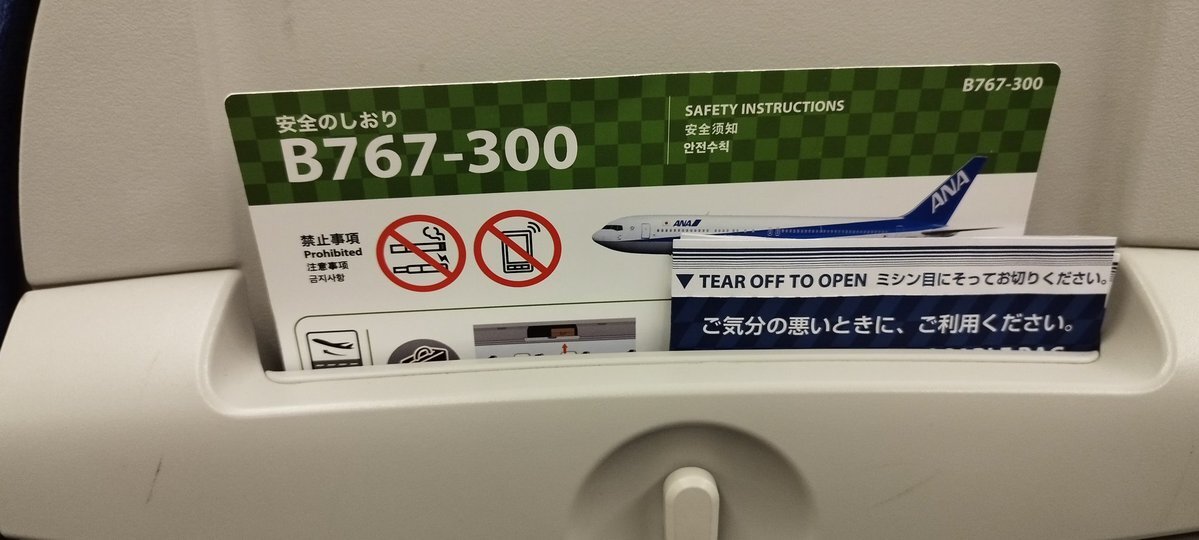 安全のしおり
B767-300
SAFETY INSTRUCTIONS
安全须知
안전수칙
B767-300
禁止事項
Prohibited
注意事项
금지사항
ANA
ANA
▼ TEAR OFF TO OPEN ミシン目にそってお切りください。
ご気分の悪いときに、ご利用ください。